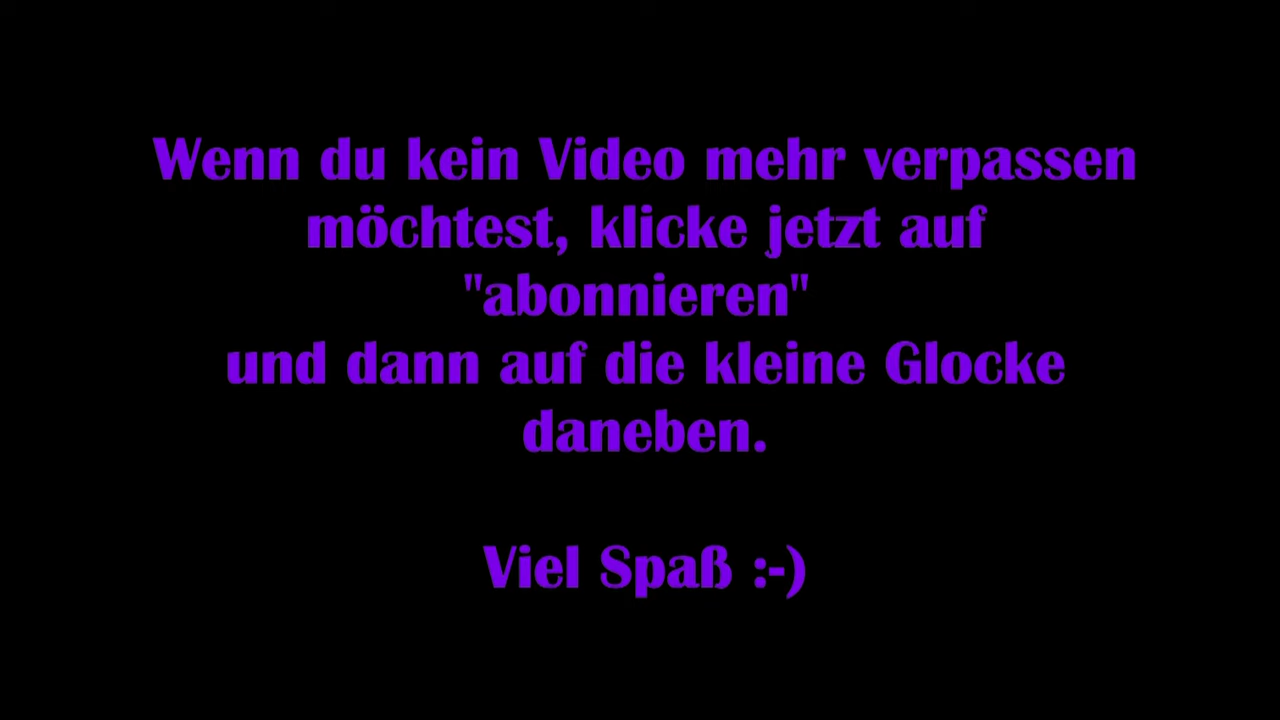 Wenn du kein Video mehr verpassen
möchtest, klicke jetzt auf
"abonnieren"
und dann auf die kleine Glocke
daneben.
Viel Spaß :-)